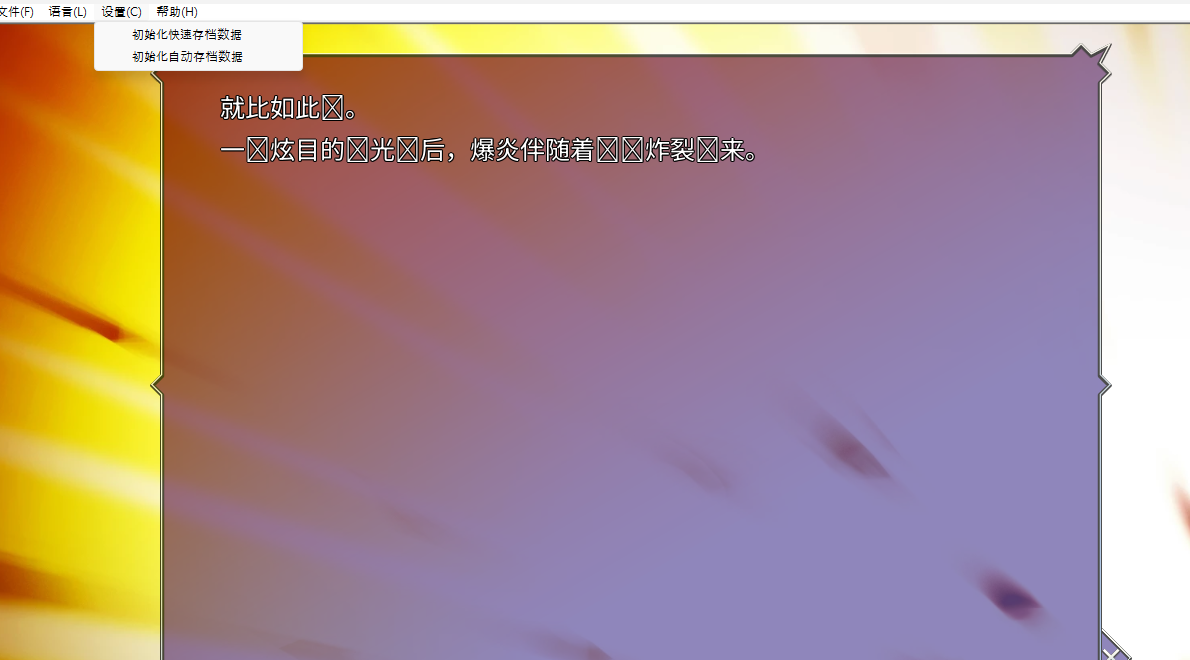 文件(F) 语言(L) 设置(C) 帮助(H)
初始化快速存档数据
初始化自动存档数据
就比如此☒。
一☒炫目的☒光☒后，爆炎伴随着☒☒炸裂☒来。